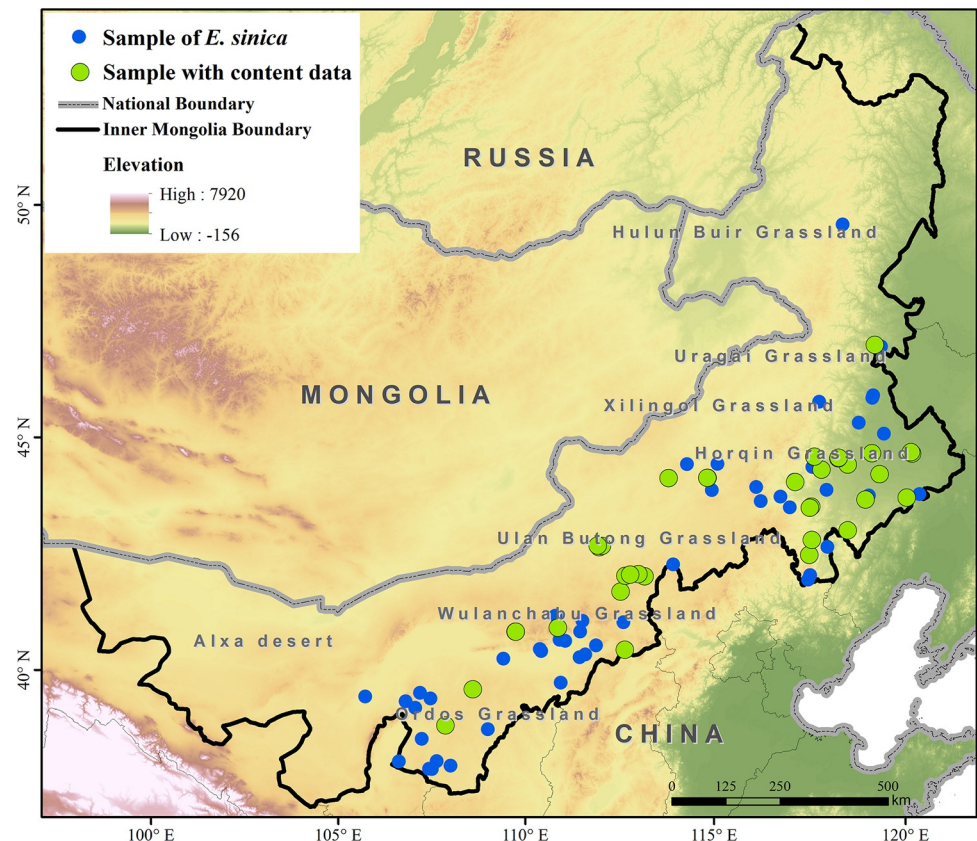 Sample of E. sinica
Sample with content data
National Boundary
Inner Mongolia Boundary
Elevation
High : 7920
Low : -156
RUSSIA
50° N
Hulun Buir Grassland
Uragai Grassland
MONGOLIA
Xilingol Grassland
45° N
Horqin Grassland
Ulan Butong Grassland
Wulanchabu Grassland
Alxa desert
40° N
Ordos Grassland
CHINA
0 125 250 500
km
100° E 105° E 110° E 115° E 120° E